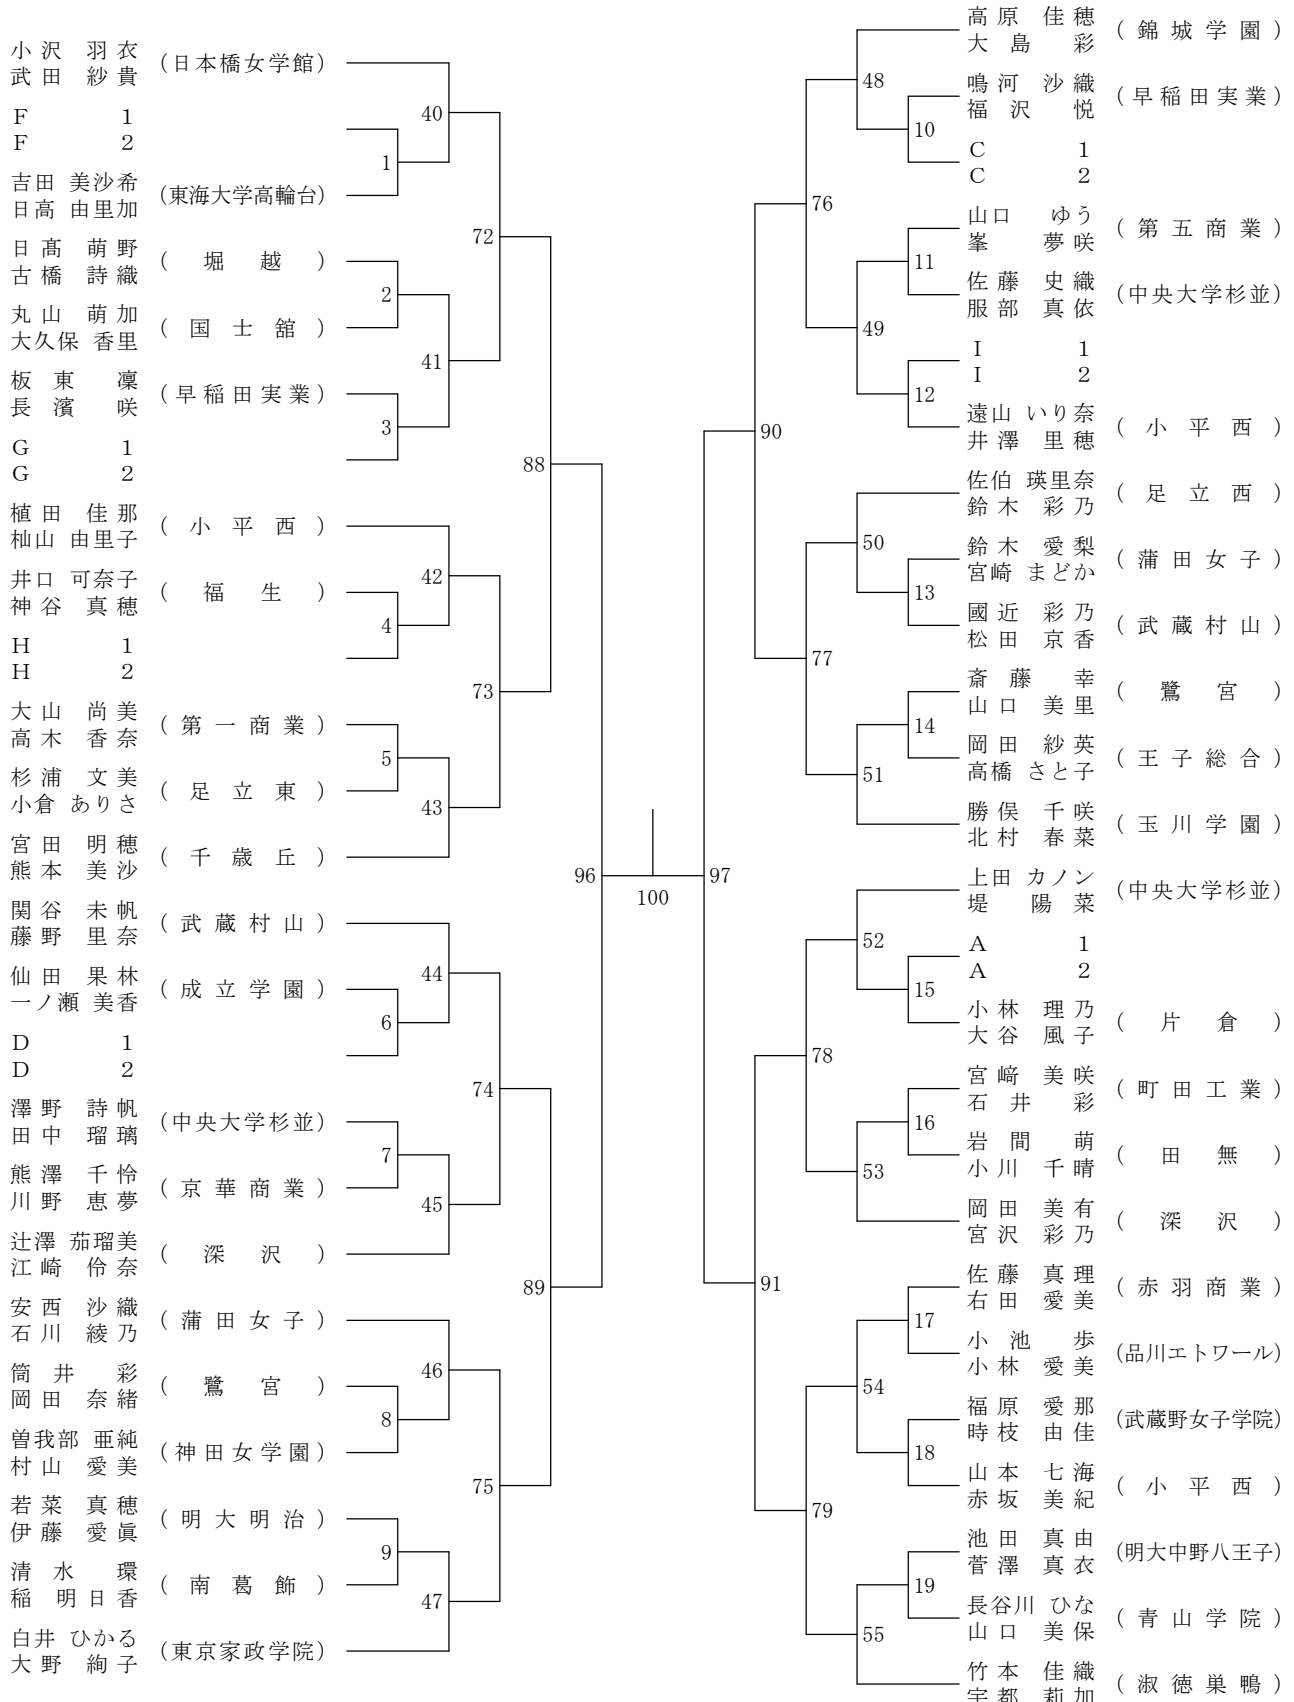 小沢 羽衣
武田 紗貴
(日本橋女学館)
F 1
F 2
吉田 美沙希
日高 由里加
(東海大学高輪台)
日髙 萌野
古橋 詩織
(堀越)
丸山 萌加
大久保 香里
(国士舘)
板東 凜
長濱 咲
(早稲田実業)
G 1
G 2
植田 佳那
杣山 由里子
(小平西)
井口 可奈子
神谷 真穂
(福生)
H 1
H 2
大山 尚美
高木 香奈
(第一商業)
杉浦 文美
小倉 ありさ
(足立東)
宮田 明穂
熊本 美沙
(千歳丘)
関谷 未帆
藤野 里奈
(武蔵村山)
仙田 果林
一ノ瀬 美香
(成立学園)
D 1
D 2
澤野 詩帆
田中 瑠璃
(中央大学杉並)
熊澤 千怜
川野 恵夢
(京華商業)
辻澤 茄瑠美
江崎 伶奈
(深沢)
安西 沙織
石川 綾乃
(蒲田女子)
筒井 彩
岡田 奈緒
(鷺宮)
曽我部 亜純
村山 愛美
(神田女学園)
若菜 真穂
伊藤 愛眞
(明大明治)
清水 環
稲 明日香
(南葛飾)
白井 ひかる
大野 絢子
(東京家政学院)
1
2
3
4
5
6
7
8
9
40
41
42
43
44
45
46
47
72
73
74
75
88
89
96
100
97
90
91
76
77
78
79
48
49
50
51
52
53
54
55
10
11
12
13
14
15
16
17
18
19
高原 佳穂
大島 彩
(錦城学園)
鳴河 沙織
福沢 悦
(早稲田実業)
C 1
C 2
山口 ゆう
峯 夢咲
(第五商業)
佐藤 史織
服部 真依
(中央大学杉並)
I 1
I 2
遠山 いり奈
井澤 里穂
(小平西)
佐伯 瑛里奈
鈴木 彩乃
(足立西)
鈴木 愛梨
宮崎 まどか
(蒲田女子)
國近 彩乃
松田 京香
(武蔵村山)
斎藤 幸
山口 美里
(鷺宮)
岡田 紗英
高橋 さと子
(王子総合)
勝俣 千咲
北村 春菜
(玉川学園)
上田 カノン
堤 陽菜
(中央大学杉並)
A 1
A 2
小林 理乃
大谷 風子
(片倉)
宮﨑 美咲
石井 彩
(町田工業)
岩間 萌
小川 千晴
(田無)
岡田 美有
宮沢 彩乃
(深沢)
佐藤 真理
右田 愛美
(赤羽商業)
小池 歩
小林 愛美
(品川エトワール)
福原 愛那
時枝 由佳
(武蔵野女子学院)
山本 七海
赤坂 美紀
(小平西)
池田 真由
菅澤 真衣
(明大中野八王子)
長谷川 ひな
山口 美保
(青山学院)
竹本 佳織
宇都 莉加
(淑徳巣鴨)